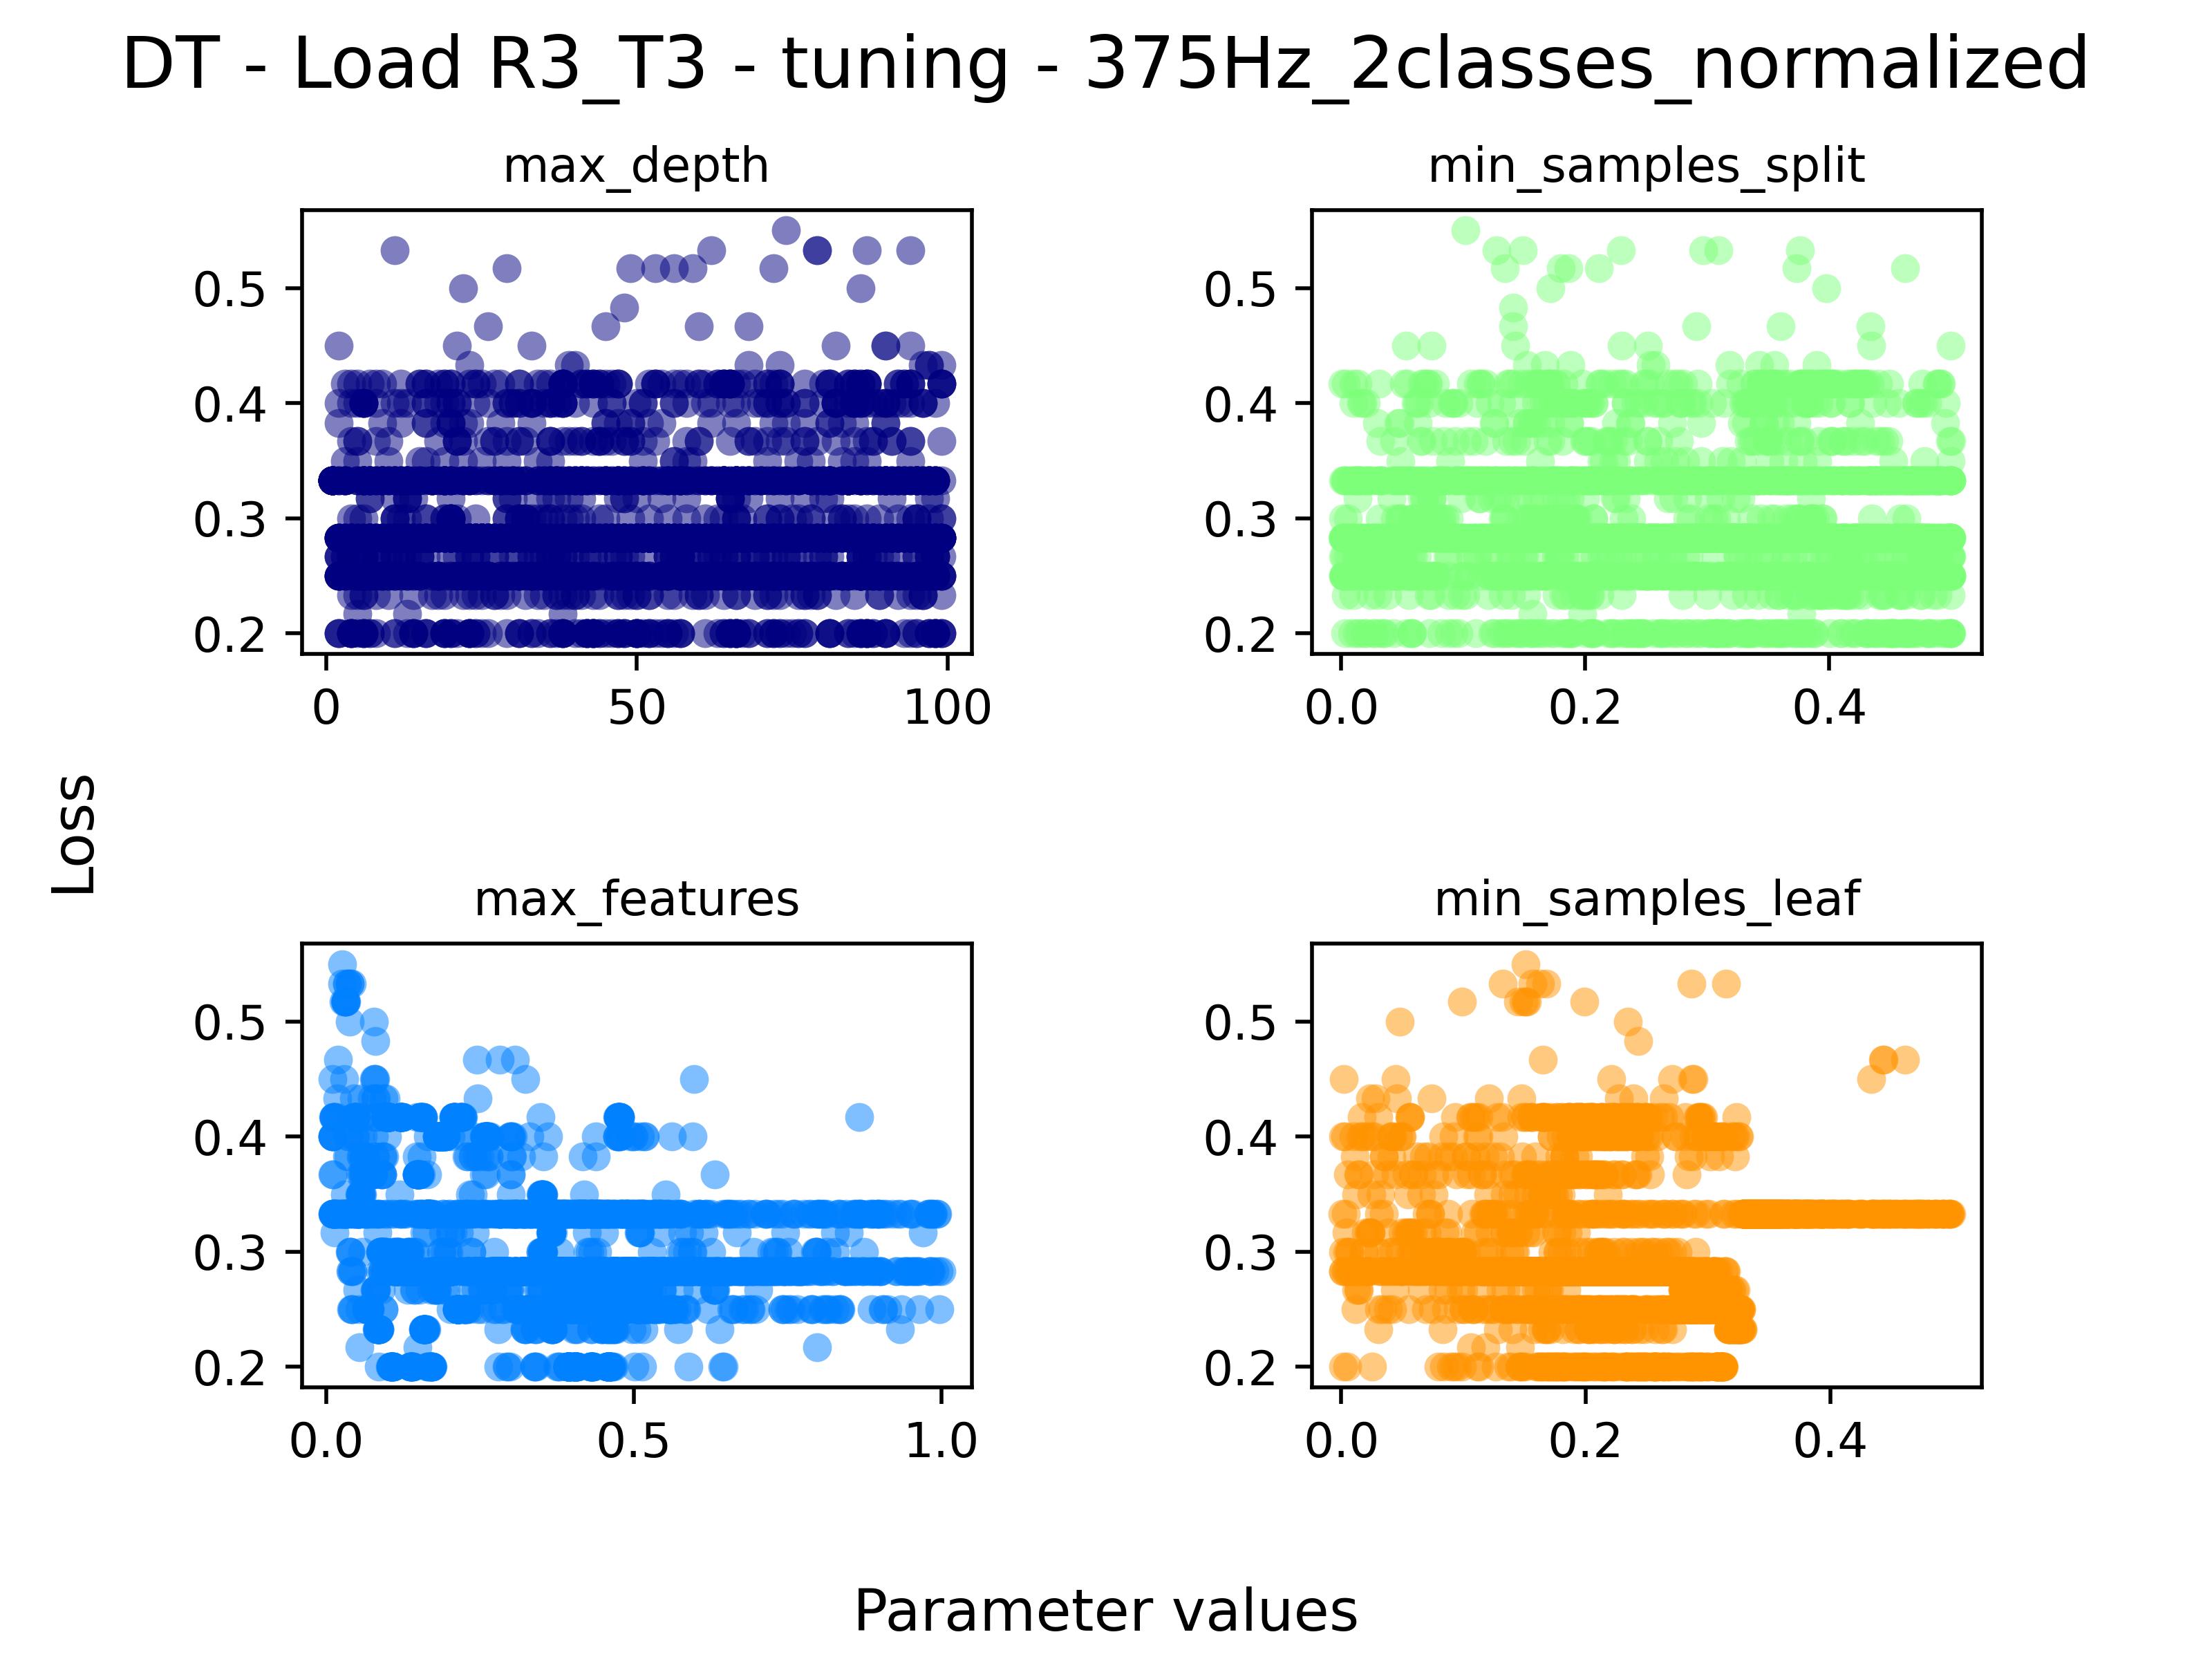 DT - Load R3_T3 - tuning - 375Hz_2classes_normalized
max_depth
min_samples_split
0.5
0.4
0.3
0.2
0 50 100
0.5
0.4
0.3
0.2
0.0 0.2 0.4
Loss
max_features
min_samples_leaf
0.5
0.4
0.3
0.2
0.0 0.5 1.0
0.5
0.4
0.3
0.2
0.0 0.2 0.4
Parameter values